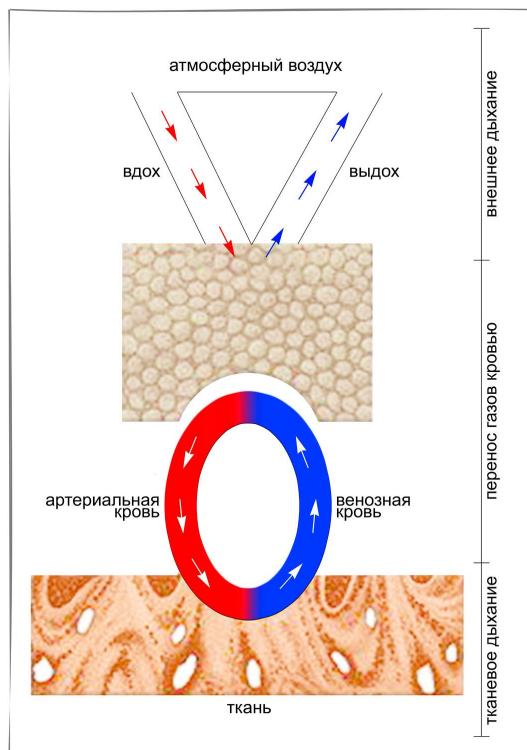 атмосферный воздух
вдох
выдох
внешнее дыхание
перенос газов кровью
артериальная
кровь
венозная
кровь
тканевое дыхание
ткань